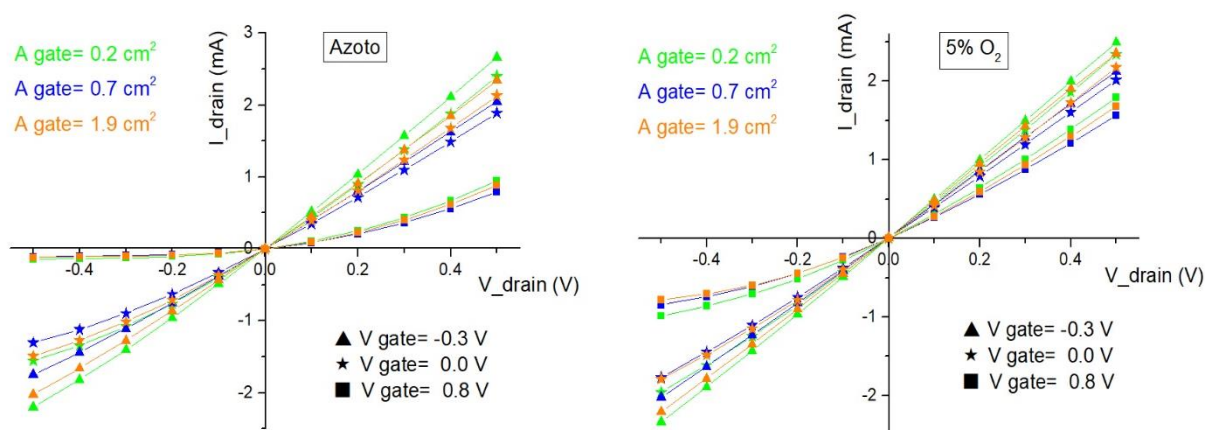 Azoto
A gate= 0.2 cm²
A gate= 0.7 cm²
A gate= 1.9 cm²
I_drain (mA)
3
2
1
0
-1
-2
-0.4
-0.2
0.0
0.2
0.4
V_drain (V)
V gate= -0.3 V
V gate= 0.0 V
V gate= 0.8 V
5% O₂
A gate= 0.2 cm²
A gate= 0.7 cm²
A gate= 1.9 cm²
I_drain (mA)
2
1
0
-1
-2
-0.4
-0.2
0.0
0.2
0.4
V_drain (V)
V gate= -0.3 V
V gate= 0.0 V
V gate= 0.8 V